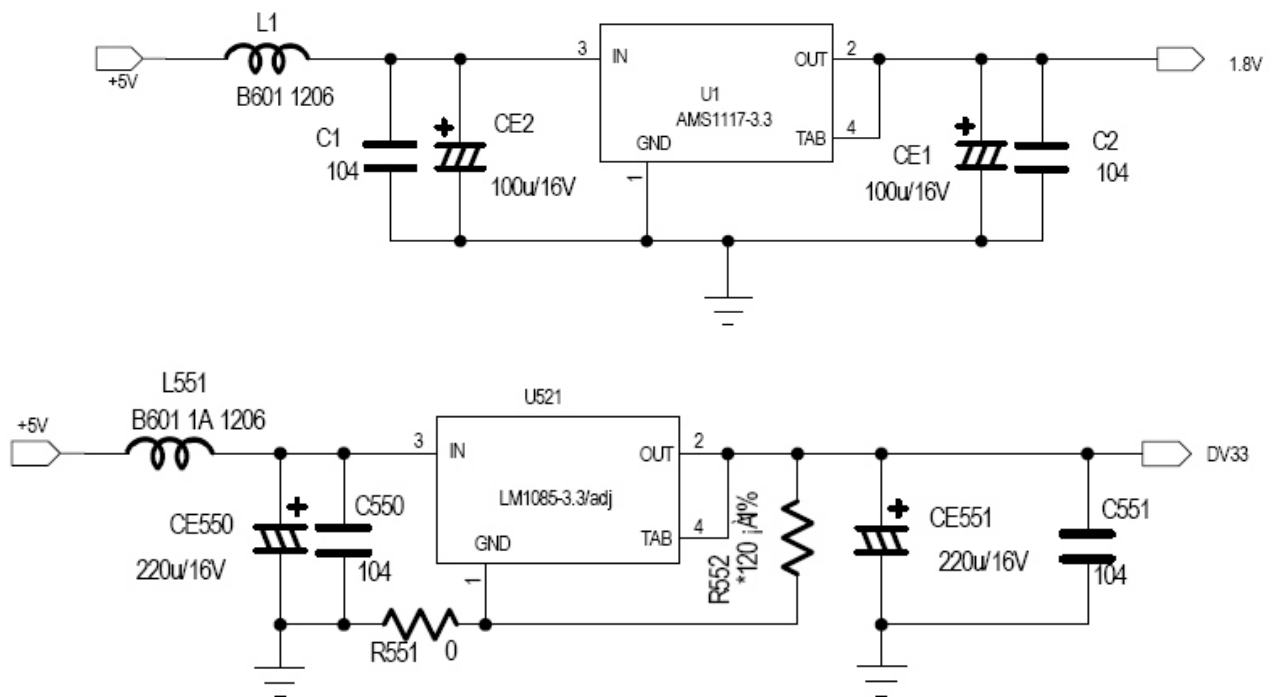 L1
+5V
B601 1206
3
IN
OUT
2
1.8V
U1
AMS1117-3.3
TAB
4
GND
1
C1
104
CE2
100u/16V
CE1
100u/16V
C2
104
L551
B601 1A 1206
+5V
U521
3
IN
OUT
2
DV33
LM1085-3.3/adj
TAB
4
GND
1
CE550
220u/16V
C550
104
R551 0
R552
*120 ¡À1%
CE551
220u/16V
C551
104